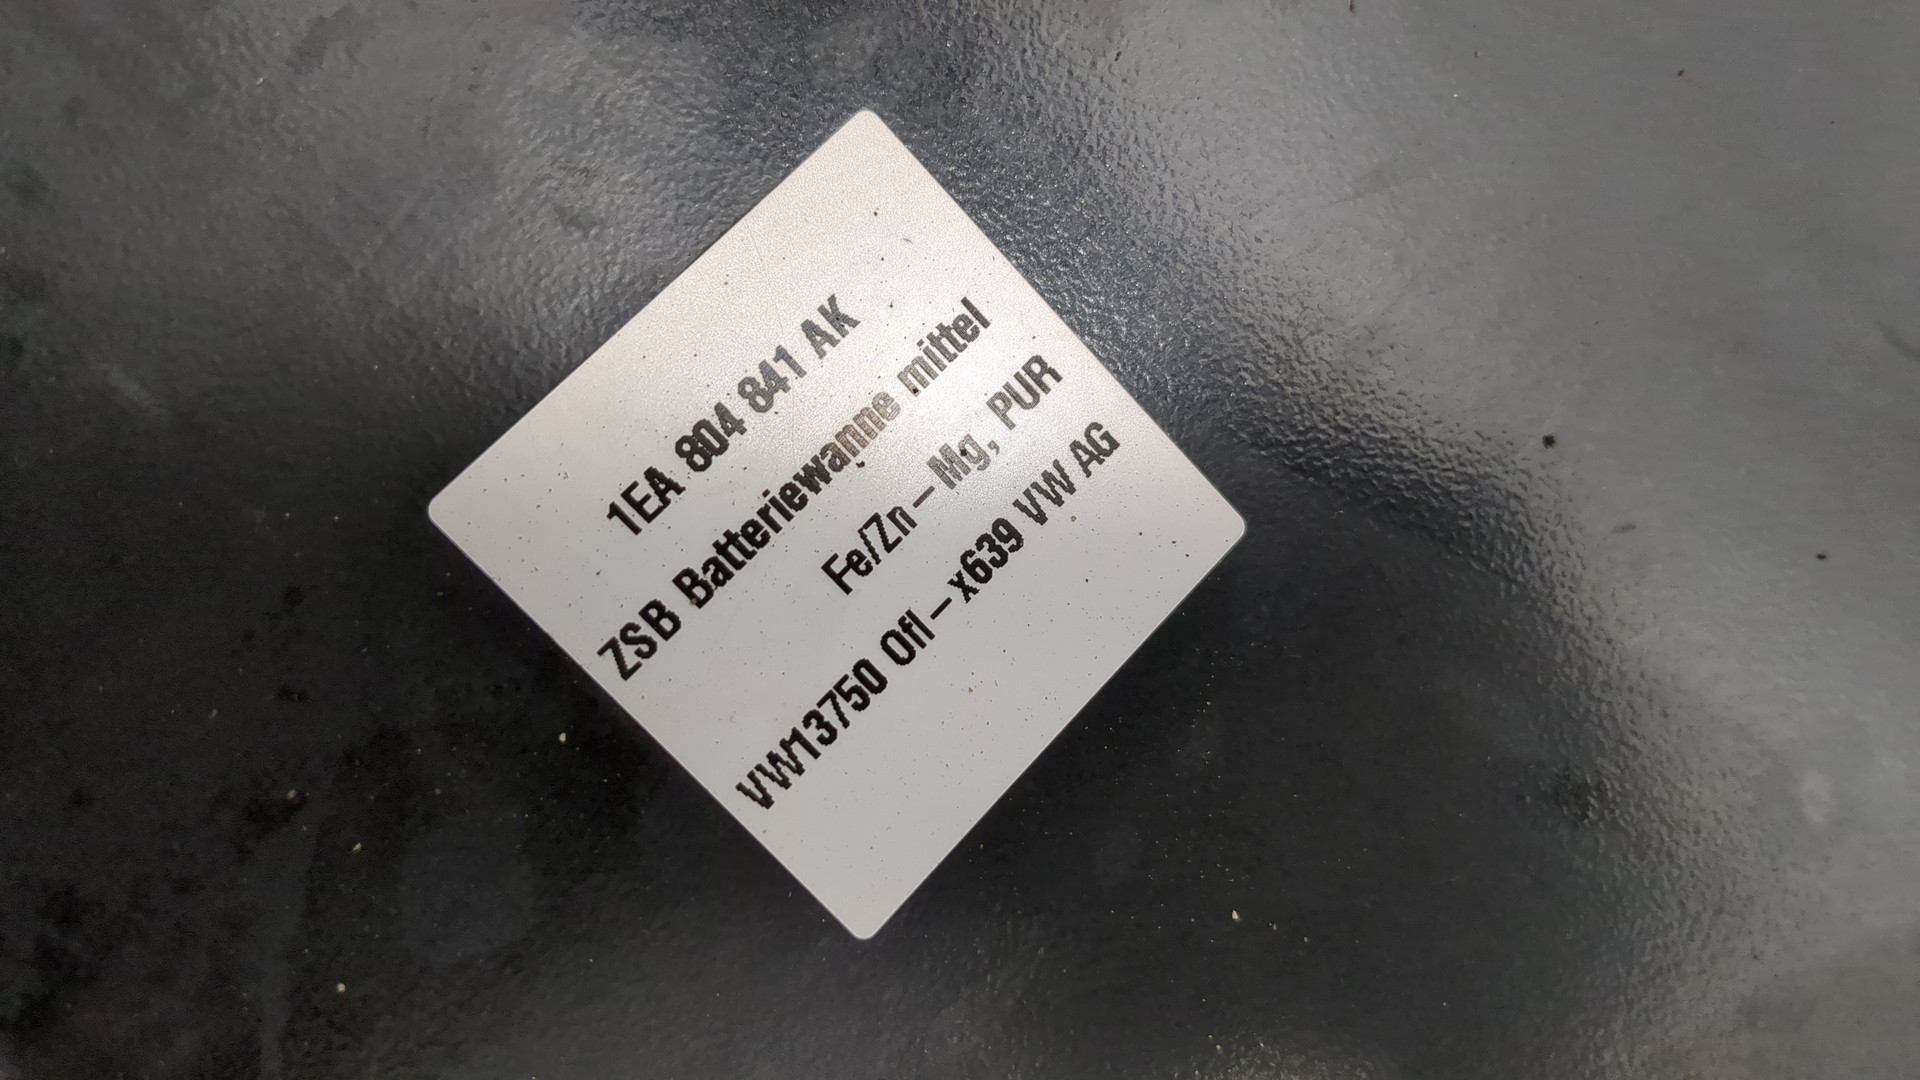 1EA 804 841 AK
ZSB Batteriewanne mittel
Fe/Zn-Mg, PUR
VW13750 Ofl-x639 VW AG